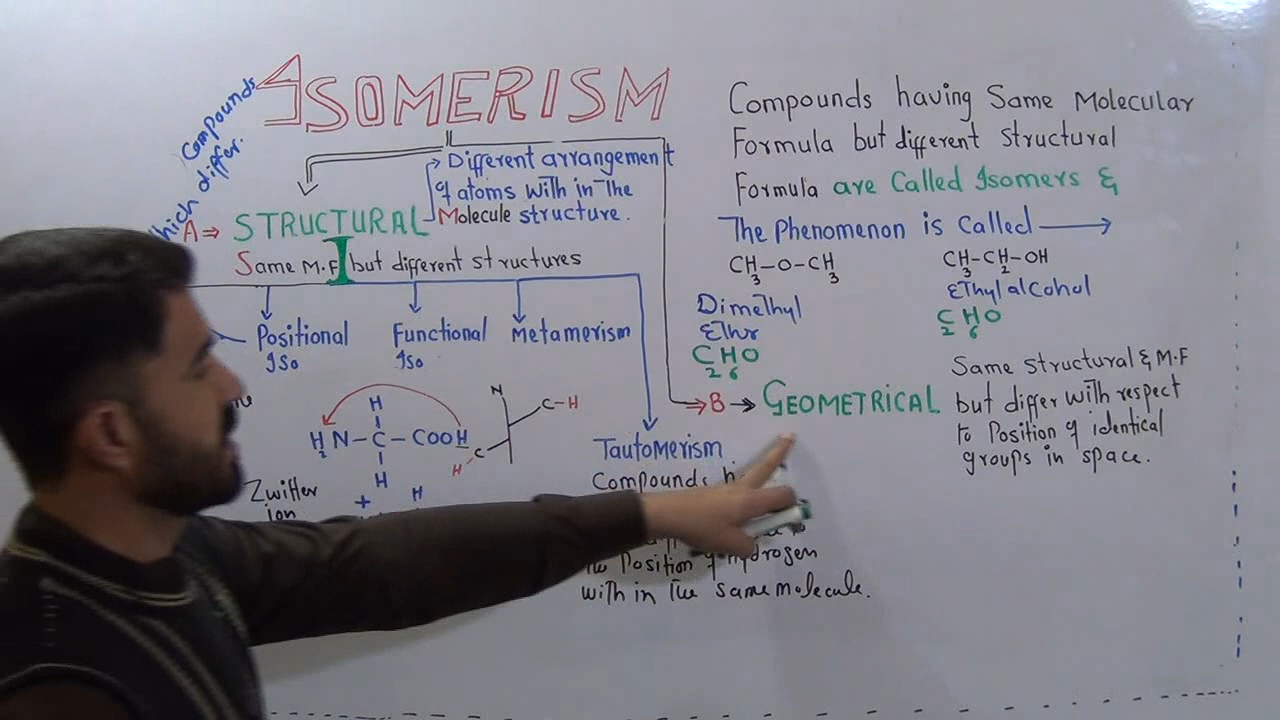 ISOMERISM
Compounds
differ.
which
Different arrangement
of atoms with in the
Molecule structure.
A⇒ STRUCTURAL
Same M.F but different structures
Positional
Iso
Functional
Iso
Metamerism
Tautomerism
Compounds
the Position of hydrogen
with in the same molecule.
H
H₂N-C-COOH
H
Zwitter
ion
+
H
N
C-H
C
H
Compounds having Same Molecular
Formula but different structural
Formula are Called Isomers &
The Phenomenon is Called →
CH₃-O-CH₃
Dimethyl
Ethr
C₂H₆O
CH₃-CH₂-OH
Ethyl alcohol
C₂H₆O
⇒ B → GEOMETRICAL
Same structural & M.F
but differ with respect
to Position of identical
groups in space.